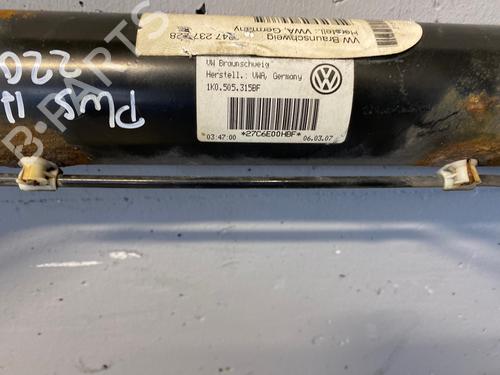 VW Braunschweig
Herstell.: VWA, Germany
VW Braunschweig
Herstell.: VWA, Germany
1K0.505.315BF
*27C6E00HBF*
03:47:00 06.03.07
B-PARTS